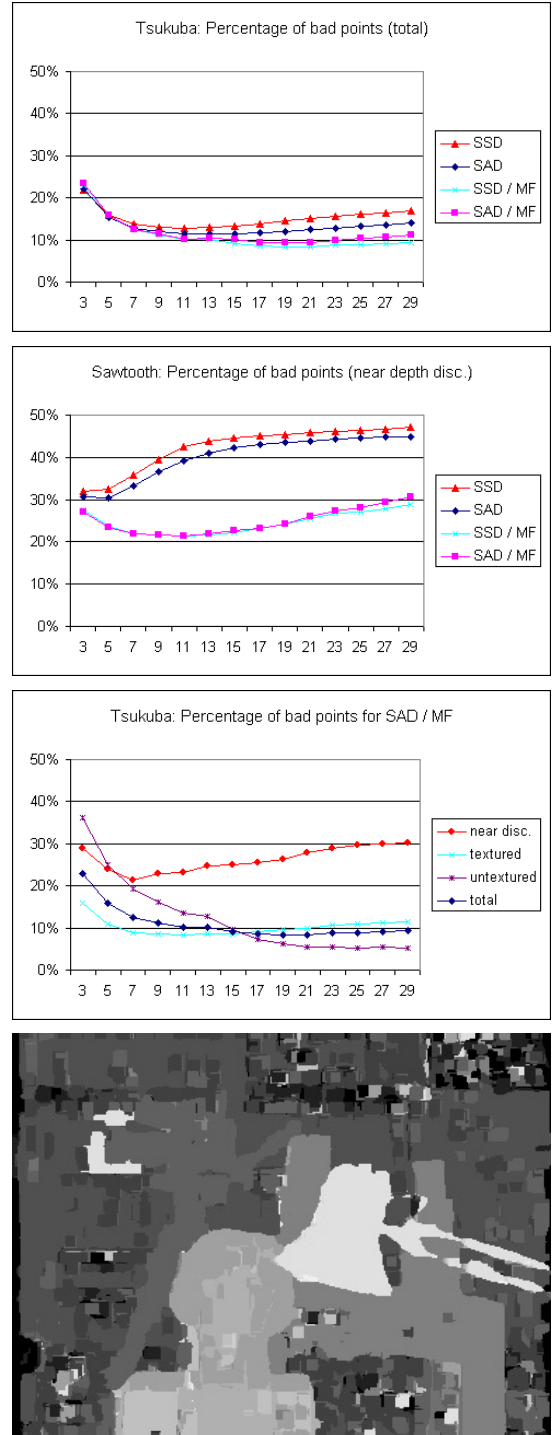 Tsukuba: Percentage of bad points (total)
50%
40%
30%
20%
10%
0%
3 5 7 9 11 13 15 17 19 21 23 25 27 29
SSD
SAD
SSD / MF
SAD / MF
Sawtooth: Percentage of bad points (near depth disc.)
50%
40%
30%
20%
10%
0%
3 5 7 9 11 13 15 17 19 21 23 25 27 29
SSD
SAD
SSD / MF
SAD / MF
Tsukuba: Percentage of bad points for SAD / MF
50%
40%
30%
20%
10%
0%
3 5 7 9 11 13 15 17 19 21 23 25 27 29
near disc.
textured
untextured
total